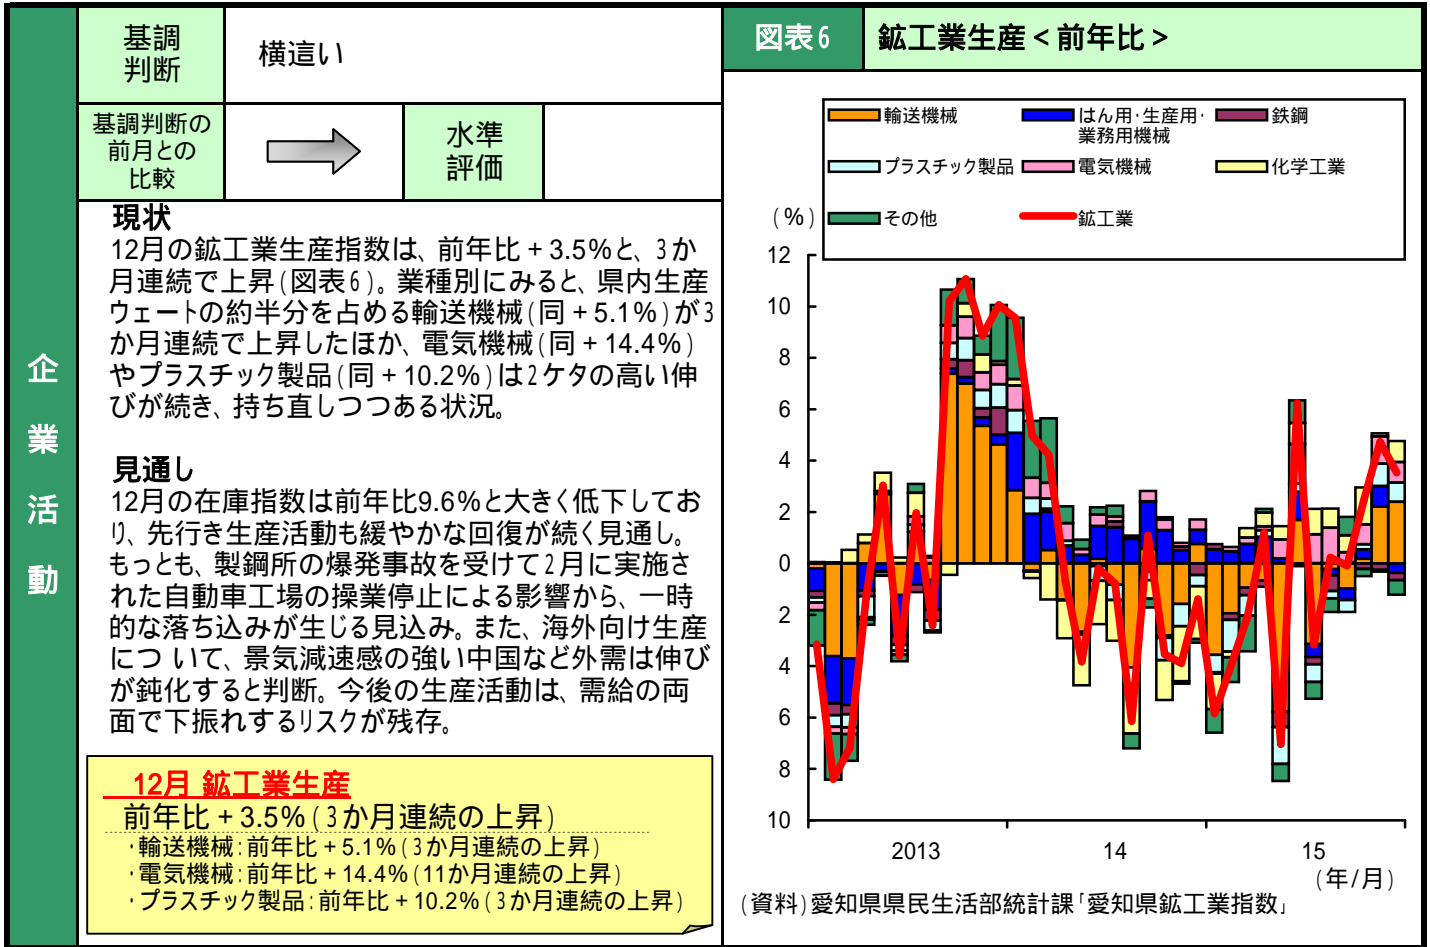 企業活動
基調
判断
横這い
基調判断の
前月との
比較
水準
評価
現状
12月の鉱工業生産指数は、前年比+3.5%と、3か
月連続で上昇(図表6)。業種別にみると、県内生産
ウェートの約半分を占める輸送機械(同+5.1%)が3
か月連続で上昇したほか、電気機械(同+14.4%)
やプラスチック製品(同+10.2%)は2ケタの高い伸
びが続き、持ち直しつつある状況。
見通し
12月の在庫指数は前年比9.6%と大きく低下してお
り、先行き生産活動も緩やかな回復が続く見通し。
もっとも、製鋼所の爆発事故を受けて2月に実施さ
れた自動車工場の操業停止による影響から、一時
的な落ち込みが生じる見込み。また、海外向け生産
につ いて、景気減速感の強い中国など外需は伸び
が鈍化すると判断。今後の生産活動は、需給の両
面で下振れするリスクが残存。
12月 鉱工業生産
前年比+3.5%(3か月連続の上昇)
・輸送機械:前年比+5.1%(3か月連続の上昇)
・電気機械:前年比+14.4%(11か月連続の上昇)
・プラスチック製品:前年比+10.2%(3か月連続の上昇)
図表6
鉱工業生産<前年比>
輸送機械
はん用・生産用・
業務用機械
鉄鋼
プラスチック製品
電気機械
化学工業
その他
鉱工業
(%)
12
10
8
6
4
2
0
2
4
6
8
10
2013
14
15
(年/月)
(資料)愛知県県民生活部統計課「愛知県鉱工業指数」